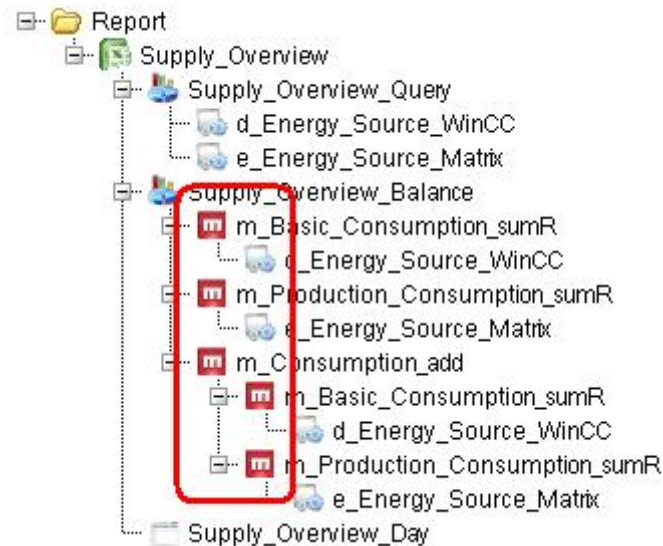 Report
Supply_Overview
Supply_Overview_Query
d_Energy_Source_WinCC
e_Energy_Source_Matrix
Supply_Overview_Balance
m m_Basic_Consumption_sumR
d_Energy_Source_WinCC
m m_Production_Consumption_sumR
e_Energy_Source_Matrix
m m_Consumption_add
m m_Basic_Consumption_sumR
d_Energy_Source_WinCC
m m_Production_Consumption_sumR
e_Energy_Source_Matrix
Supply_Overview_Day